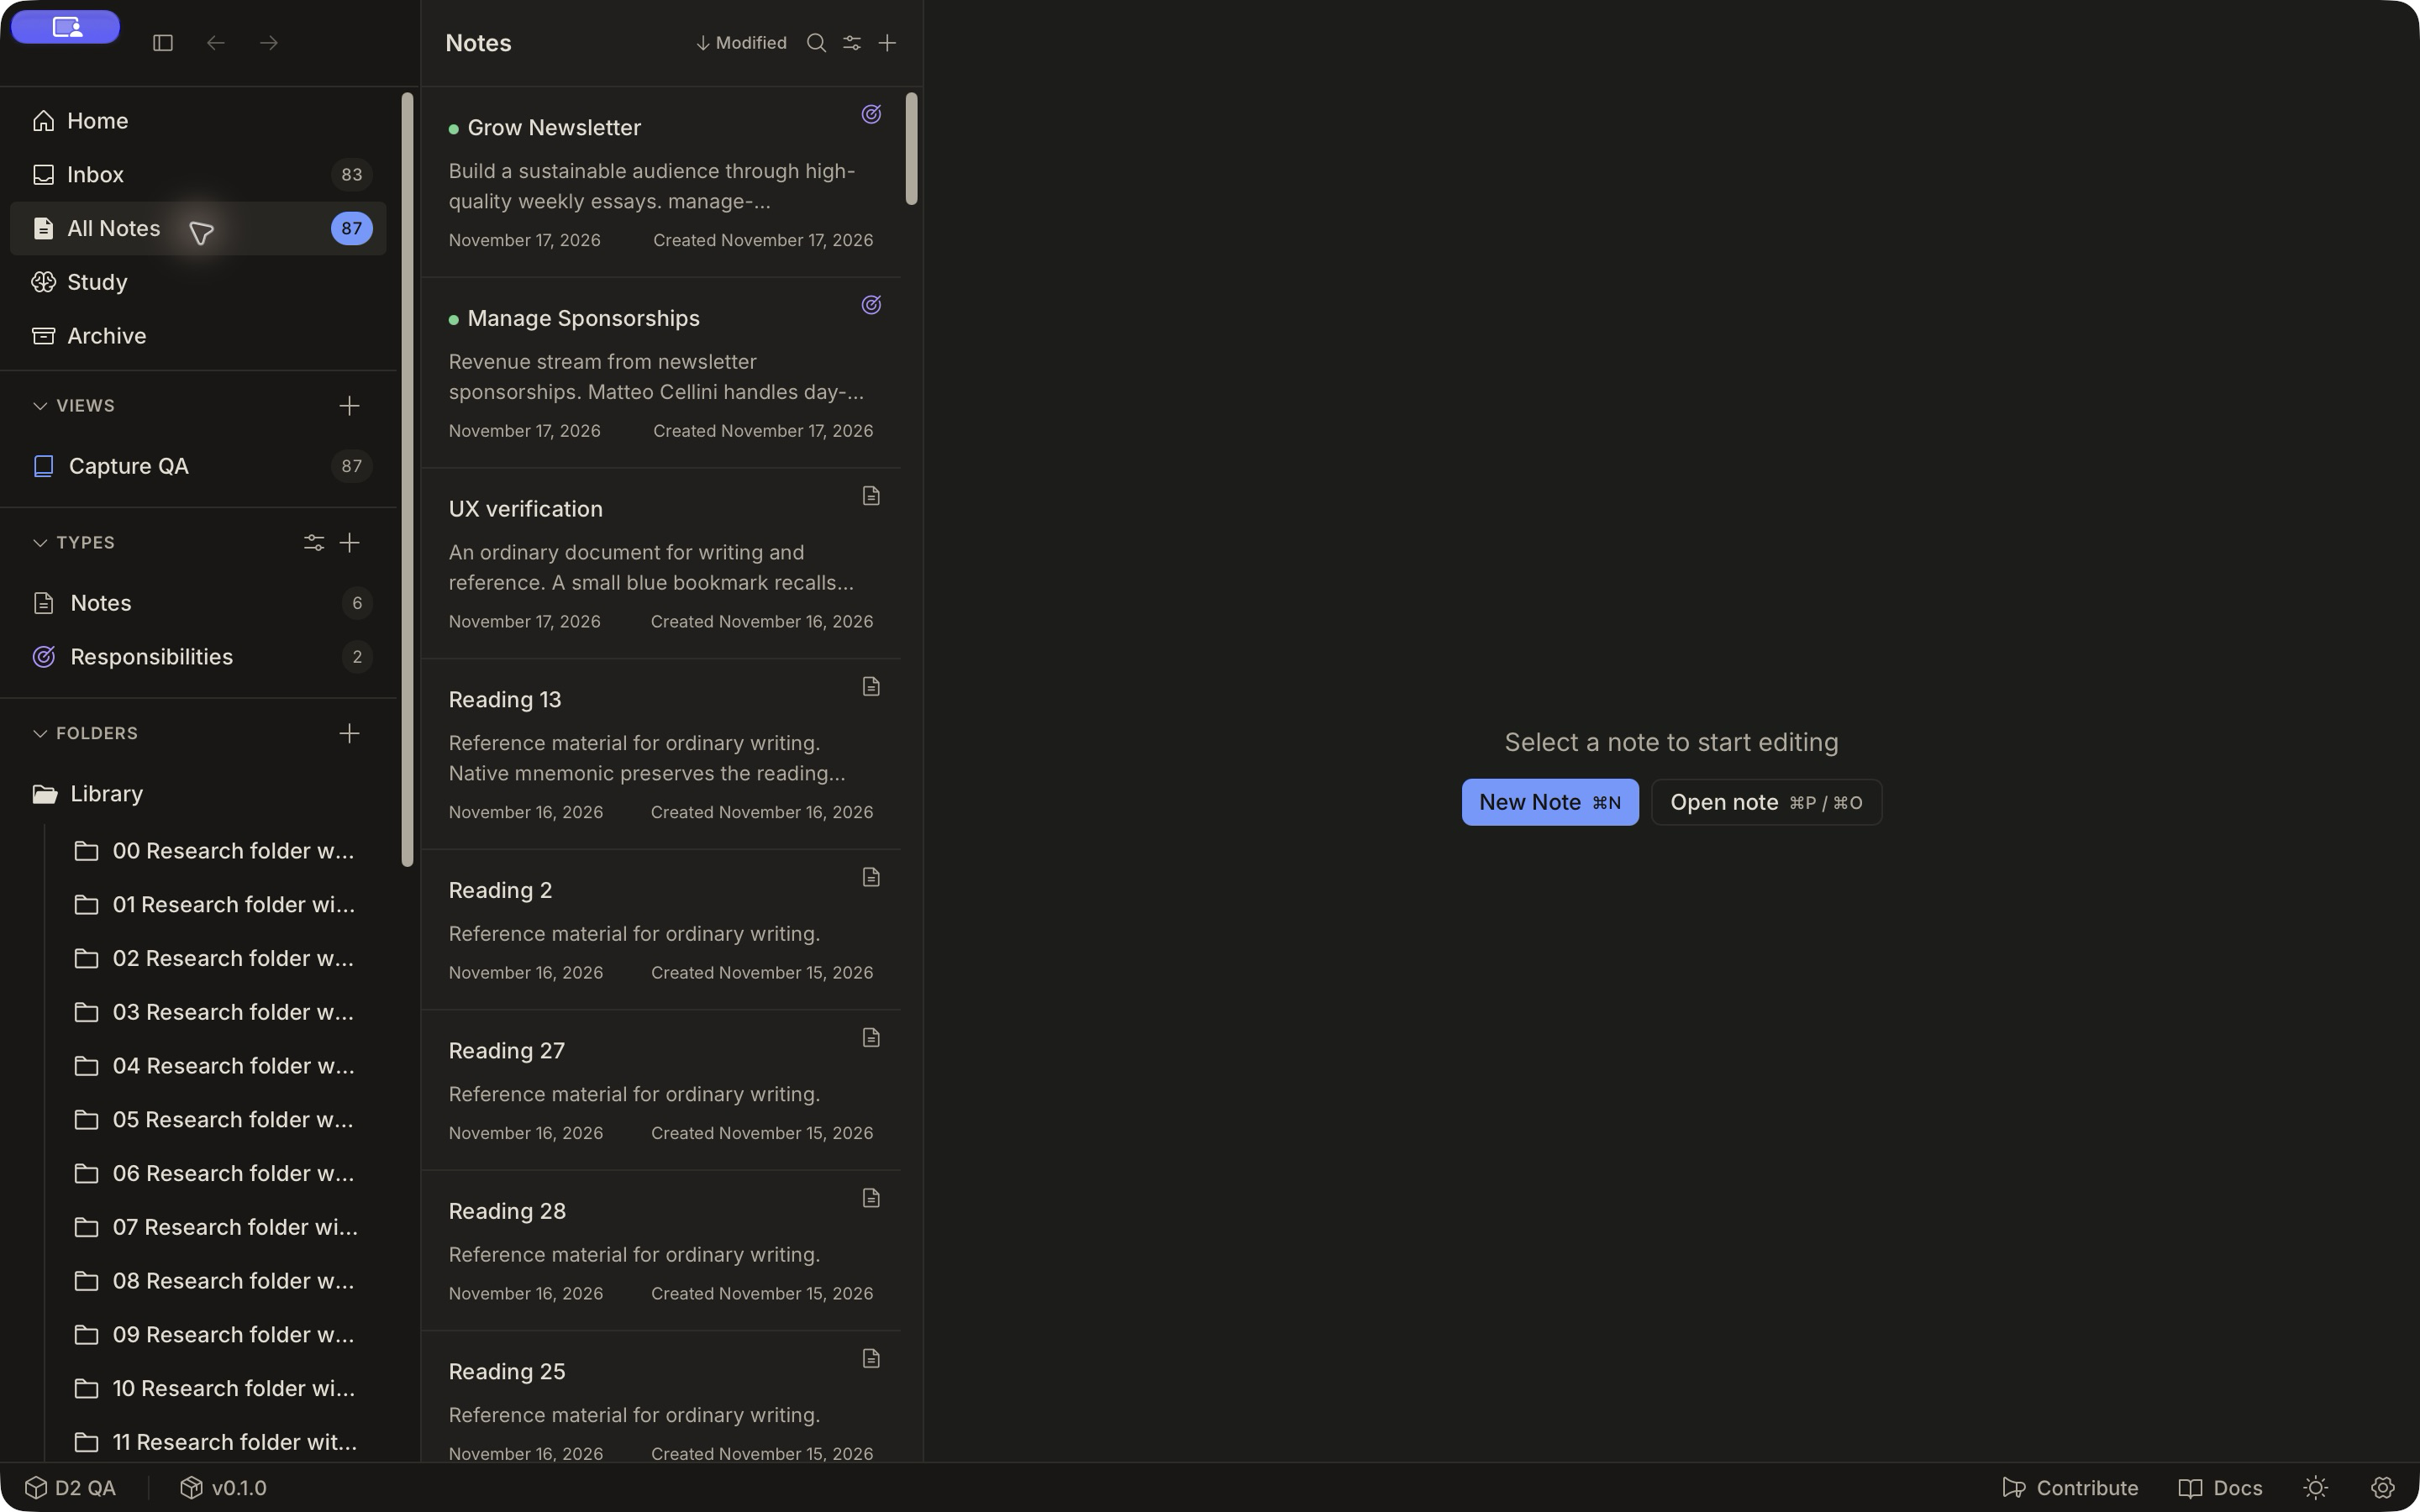 Home
Inbox 83
All Notes 87
Study
Archive
VIEWS
Capture QA 87
TYPES
Notes 6
Responsibilities 2
FOLDERS
Library
00 Research folder w...
01 Research folder wi...
02 Research folder w...
03 Research folder w...
04 Research folder w...
05 Research folder w...
06 Research folder w...
07 Research folder wi...
08 Research folder w...
09 Research folder w...
10 Research folder wi...
11 Research folder wit...
Notes Modified
Grow Newsletter
Build a sustainable audience through high-
quality weekly essays. manage-...
November 17, 2026 Created November 17, 2026
Manage Sponsorships
Revenue stream from newsletter
sponsorships. Matteo Cellini handles day-...
November 17, 2026 Created November 17, 2026
UX verification
An ordinary document for writing and
reference. A small blue bookmark recalls...
November 17, 2026 Created November 16, 2026
Reading 13
Reference material for ordinary writing.
Native mnemonic preserves the reading...
November 16, 2026 Created November 16, 2026
Reading 2
Reference material for ordinary writing.
November 16, 2026 Created November 15, 2026
Reading 27
Reference material for ordinary writing.
November 16, 2026 Created November 15, 2026
Reading 28
Reference material for ordinary writing.
November 16, 2026 Created November 15, 2026
Reading 25
Reference material for ordinary writing.
November 16, 2026 Created November 15, 2026
Select a note to start editing
New Note ⌘N Open note ⌘P / ⌘O
D2 QA v0.1.0 Contribute Docs